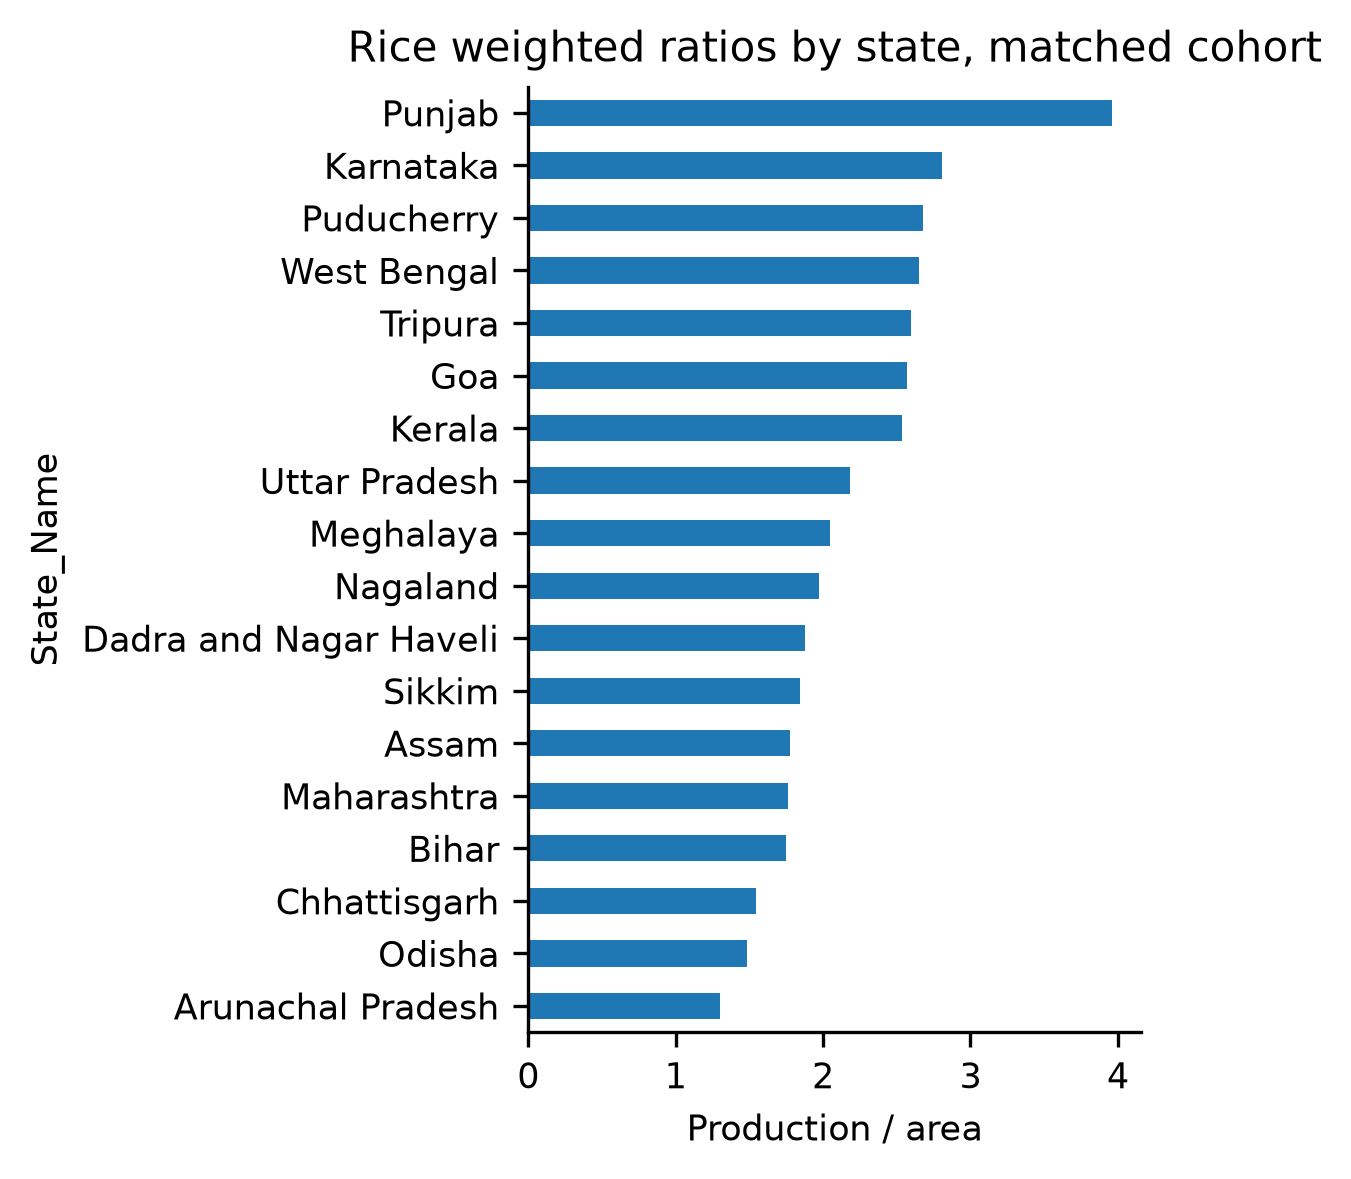 Rice weighted ratios by state, matched cohort
State_Name
Punjab
Karnataka
Puducherry
West Bengal
Tripura
Goa
Kerala
Uttar Pradesh
Meghalaya
Nagaland
Dadra and Nagar Haveli
Sikkim
Assam
Maharashtra
Bihar
Chhattisgarh
Odisha
Arunachal Pradesh
0 1 2 3 4
Production / area